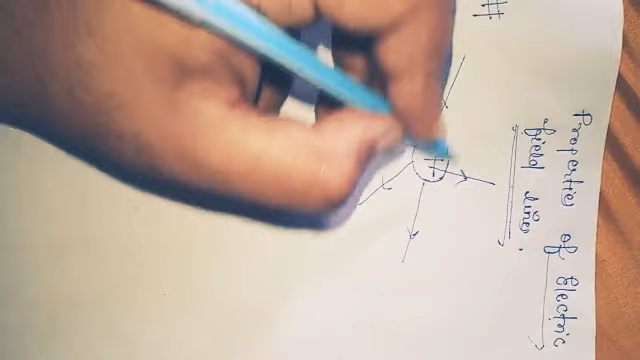 # Properties of Electric
field lines.
+